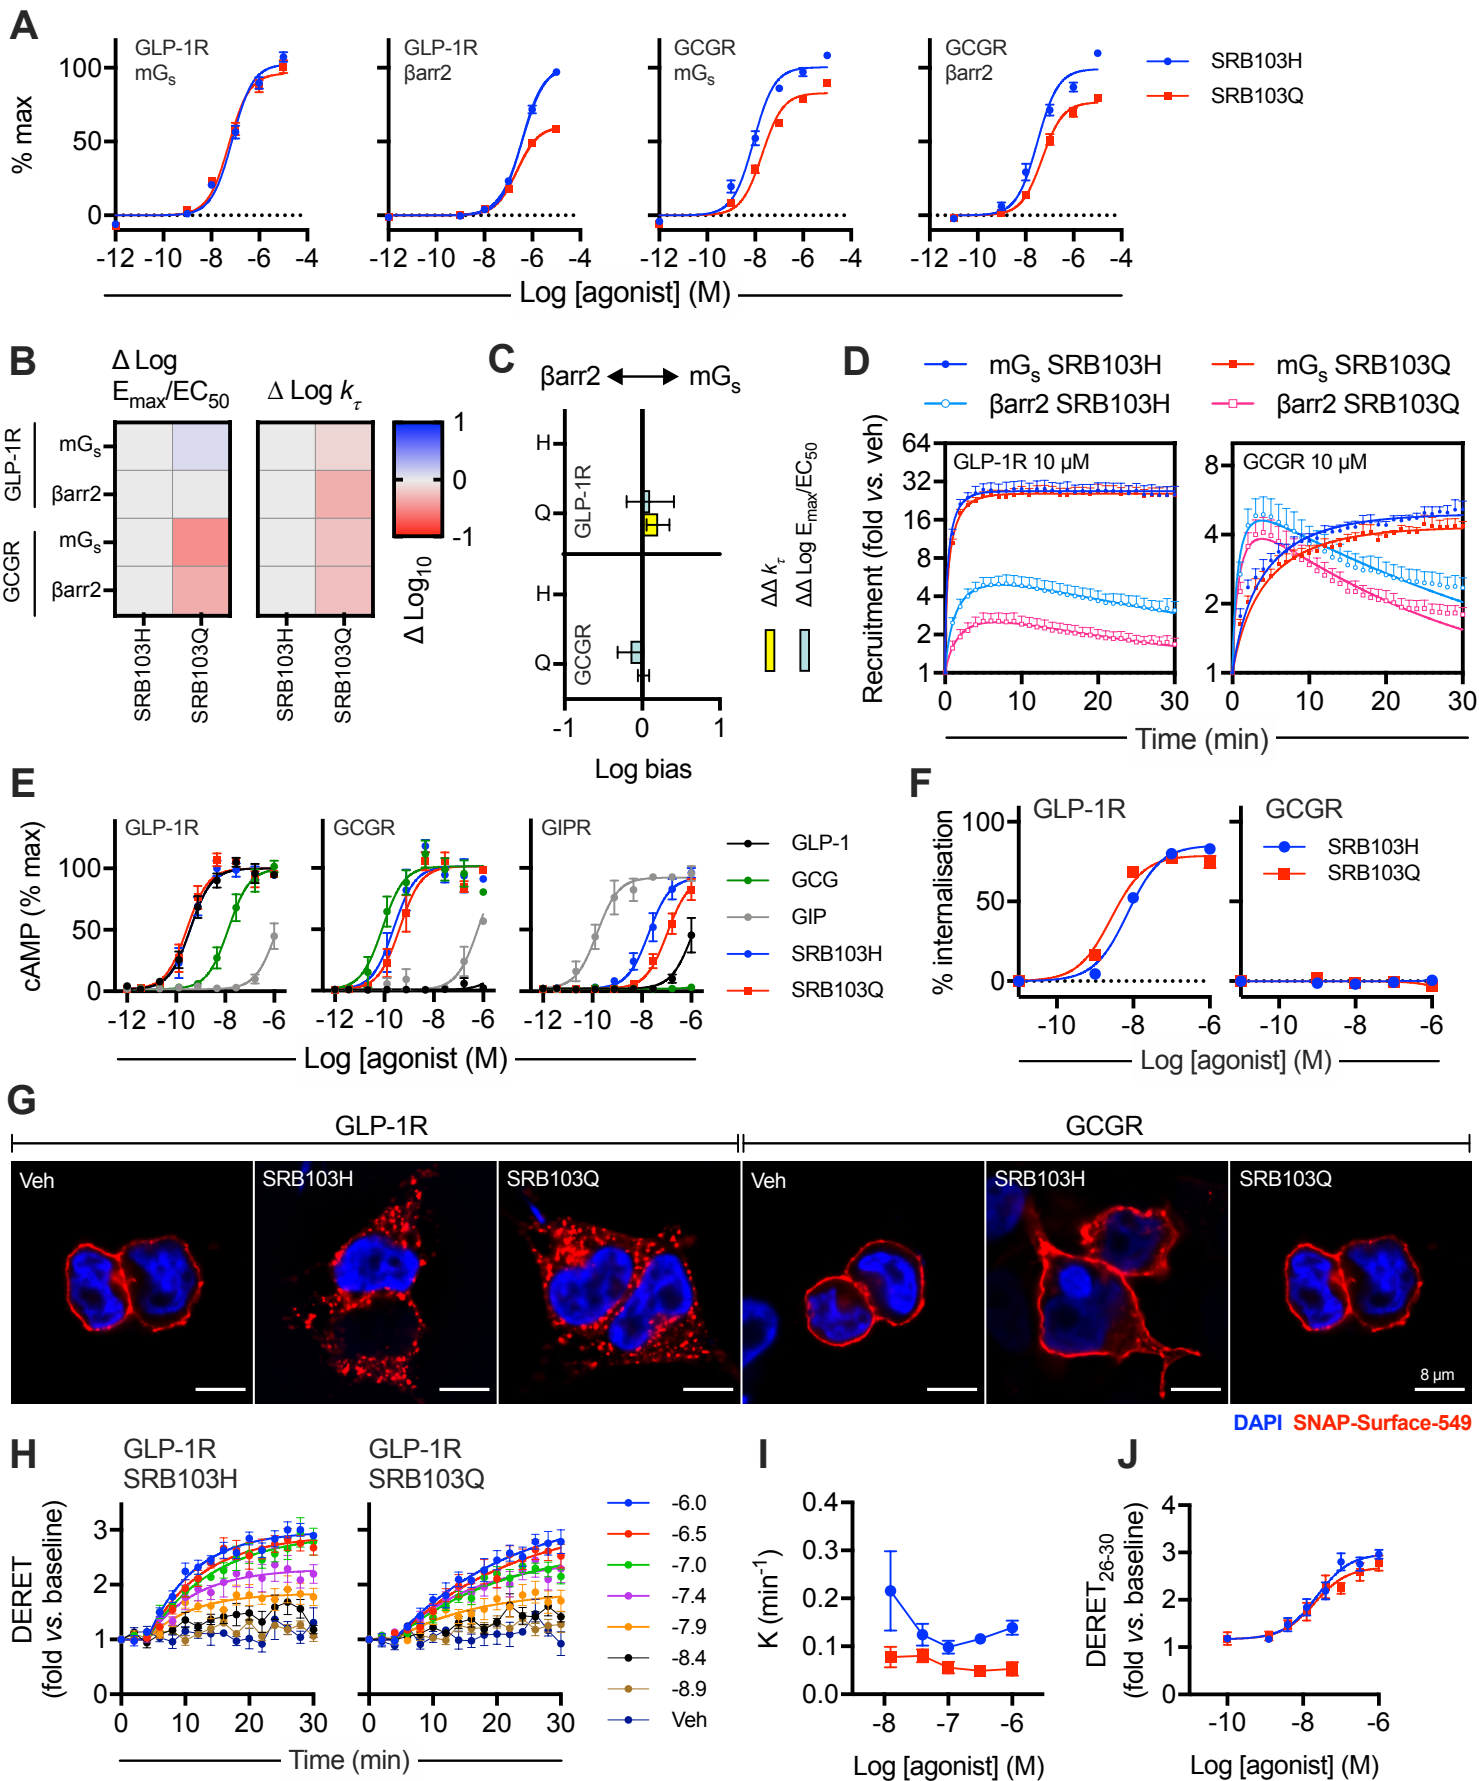 A
GLP-1R
mGs
GLP-1R
βarr2
GCGR
mGs
GCGR
βarr2
SRB103H
SRB103Q
% max
100
50
0
-12 -10 -8 -6 -4
-12 -10 -8 -6 -4
-12 -10 -8 -6 -4
-12 -10 -8 -6 -4
Log [agonist] (M)
B
Δ Log
Emax/EC50
Δ Log kτ
GLP-1R
GCGR
mGs
βarr2
mGs
βarr2
SRB103H
SRB103Q
SRB103H
SRB103Q
1
0
-1
Δ Log10
C
βarr2
mGs
H
Q
GLP-1R
H
Q
GCGR
-1 0 1
Log bias
ΔΔ kτ
ΔΔ Log Emax/EC50
D
mGs SRB103H
mGs SRB103Q
βarr2 SRB103H
βarr2 SRB103Q
Recruitment (fold vs. veh)
GLP-1R 10 µM
64
32
16
8
4
2
1
0 10 20 30
GCGR 10 µM
8
4
2
1
0 10 20 30
Time (min)
E
cAMP (% max)
GLP-1R
GCGR
GIPR
100
50
0
-12 -10 -8 -6
-12 -10 -8 -6
-12 -10 -8 -6
Log [agonist (M)
GLP-1
GCG
GIP
SRB103H
SRB103Q
F
% internalisation
GLP-1R
GCGR
100
50
0
SRB103H
SRB103Q
-10 -8 -6
-10 -8 -6
Log [agonist] (M)
G
GLP-1R
GCGR
Veh
SRB103H
SRB103Q
Veh
SRB103H
SRB103Q
8 µm
DAPI SNAP-Surface-549
H
GLP-1R
SRB103H
GLP-1R
SRB103Q
DERET
(fold vs. baseline)
3
2
1
0
0 10 20 30
0 10 20 30
Time (min)
-6.0
-6.5
-7.0
-7.4
-7.9
-8.4
-8.9
Veh
I
K (min-1)
0.4
0.3
0.2
0.1
0.0
-8 -7 -6
Log [agonist] (M)
J
DERET26-30
(fold vs. baseline)
4
3
2
1
0
-10 -8 -6
Log [agonist] (M)